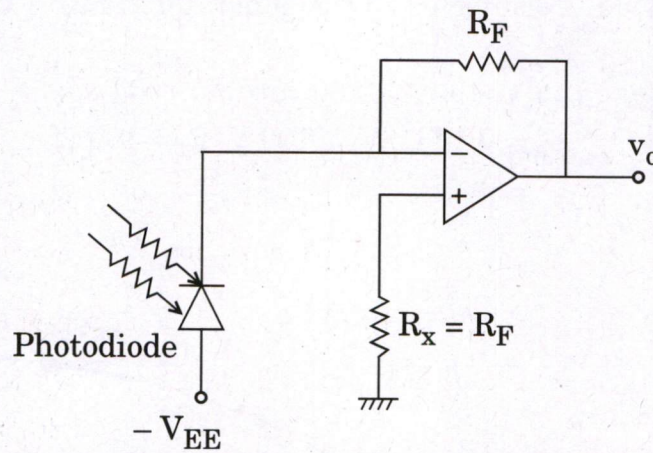 R_F
−
v_o
+
R_x = R_F
Photodiode
− V_EE